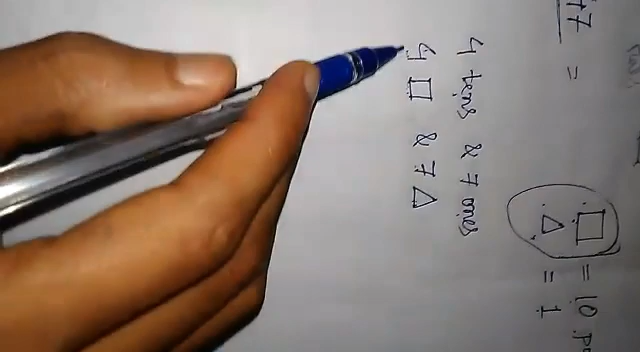 47 = □ = 10
△ = 1
4 tens & 7 ones
4 □ & 7 △